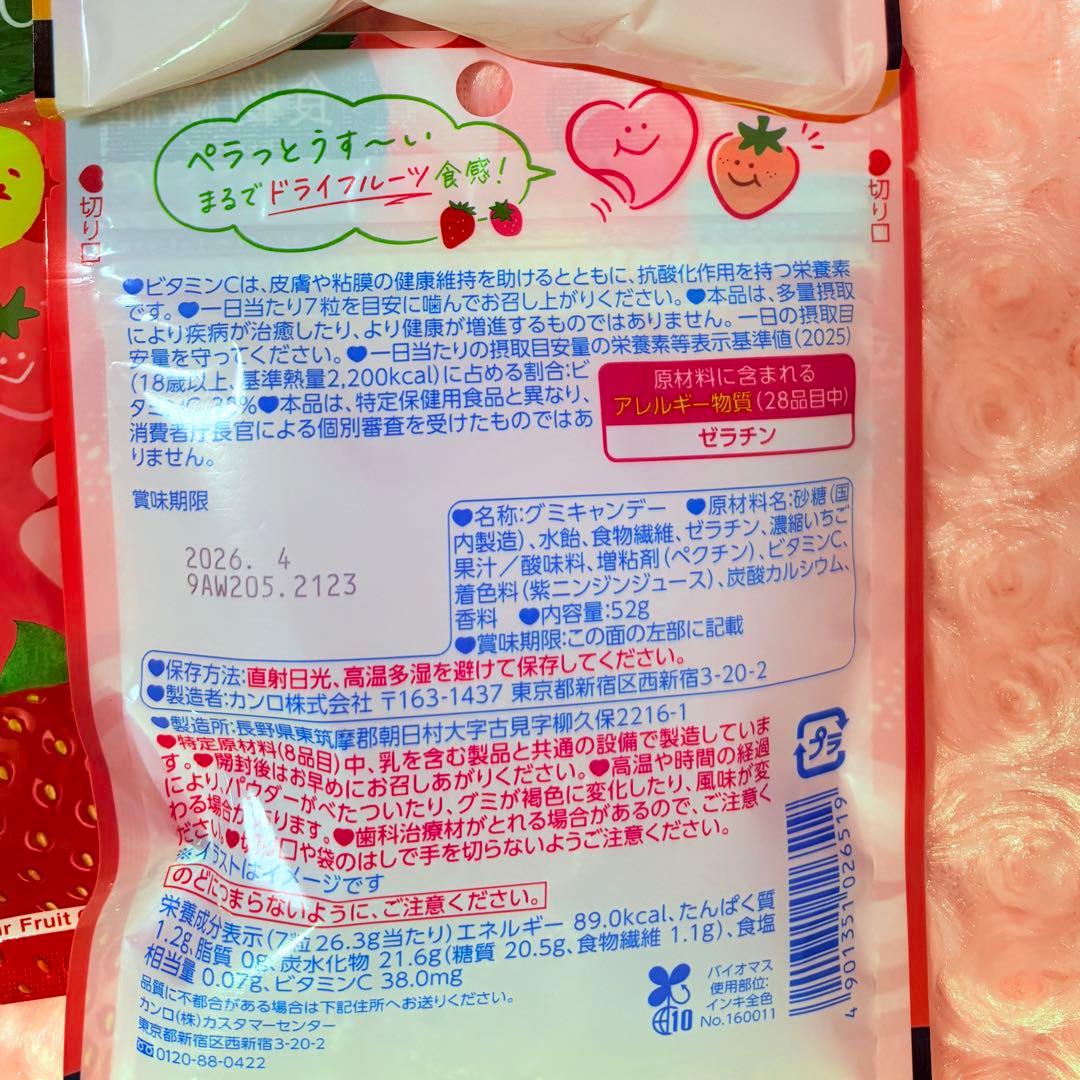 ペラっとうす〜い
まるでドライフルーツ食感!
切り口
切り口
●ビタミンCは、皮膚や粘膜の健康維持を助けるとともに、抗酸化作用を持つ栄養素
です。♥一日当たり7粒を目安に噛んでお召し上がりください。♥本品は、多量摂取
により疾病が治癒したり、より健康が増進するものではありません。一日の摂取目
安量を守ってください。♥一日当たりの摂取目安量の栄養素等表示基準値(2025)
(18歳以上、基準熱量2,200kcal)に占める割合:ビ
タミンC 38%♥本品は、特定保健用食品と異なり、
消費者庁長官による個別審査を受けたものではあ
りません。
原材料に含まれる
アレルギー物質(28品目中)
ゼラチン
賞味期限
2026. 4
9AW205.2123
♥名称:グミキャンデー ♥原材料名:砂糖(国
内製造)、水飴、食物繊維、ゼラチン、濃縮いちご
果汁/酸味料、増粘剤(ペクチン)、ビタミンC、
着色料(紫ニンジンジュース)、炭酸カルシウム、
香料 ♥内容量:52g
♥賞味期限:この面の左部に記載
♥保存方法:直射日光、高温多湿を避けて保存してください。
♥製造者:カンロ株式会社 〒163-1437 東京都新宿区西新宿3-20-2
♥製造所:長野県東筑摩郡朝日村大字古見字柳久保2216-1
♥特定原材料(8品目)中、乳を含む製品と共通の設備で製造していま
す。♥開封後はお早めにお召しあがりください。♥高温や時間の経過
により、パウダーがべたついたり、グミが褐色に変化したり、風味が変
わる場合があります。♥歯科治療材がとれる場合があるので、ご注意く
ださい。♥切り口や袋のはしで手を切らないようご注意ください。
※イラストはイメージです
のどにつまらないように、ご注意ください。
栄養成分表示(7粒26.3g当たり)エネルギー 89.0kcal、たんぱく質
1.2g、脂質 0g、炭水化物 21.6g(糖質 20.5g、食物繊維 1.1g)、食塩
相当量 0.07g、ビタミンC 38.0mg
品質に不都合がある場合は下記住所へお送りください。
カンロ(株)カスタマーセンター
東京都新宿区西新宿3-20-2
0120-88-0422
プラ
10
バイオマス
使用部位:
インキ全色
No.160011
4 901351 026519
r Fruit